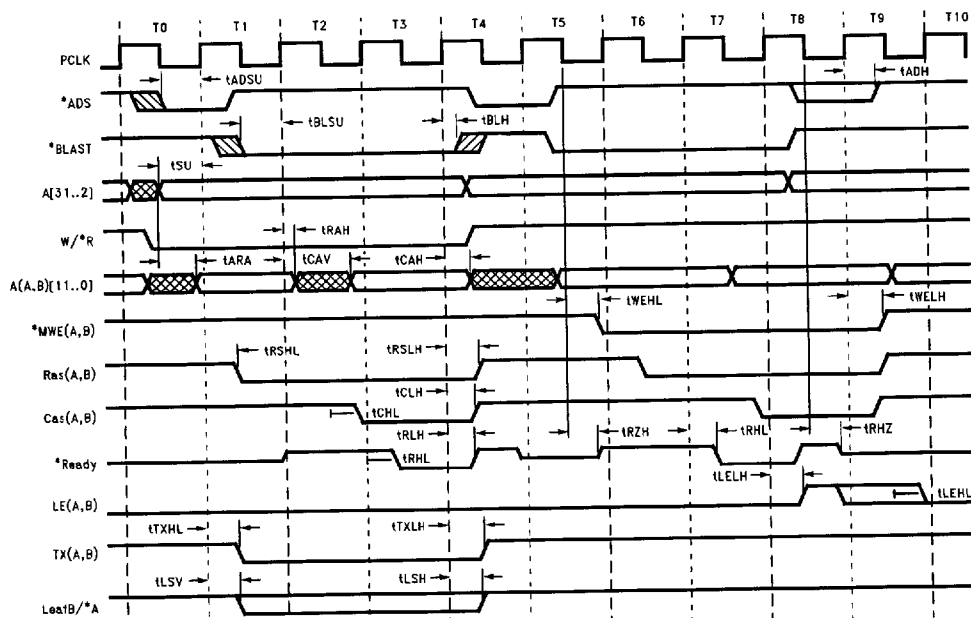 T0 T1 T2 T3 T4 T5 T6 T7 T8 T9 T10
PCLK
tADSU tADH
*ADS
tBLSU tBLH
*BLAST
tSU
A[31..2]
W/*R tRAH
tARA tCAV tCAH
A(A.B)[11..0]
tWEHL tWELH
*MWE(A,B)
tRSHL tRSLH
Ras(A,B)
tCLH
Cas(A,B) tCHL
tRLH tRZH tRHL tRHZ
*Ready tRHL
tLELH
LE(A,B) tLEHL
tTXHL tTXLH
TX(A,B)
tLSV tLSH
LeafB/*A